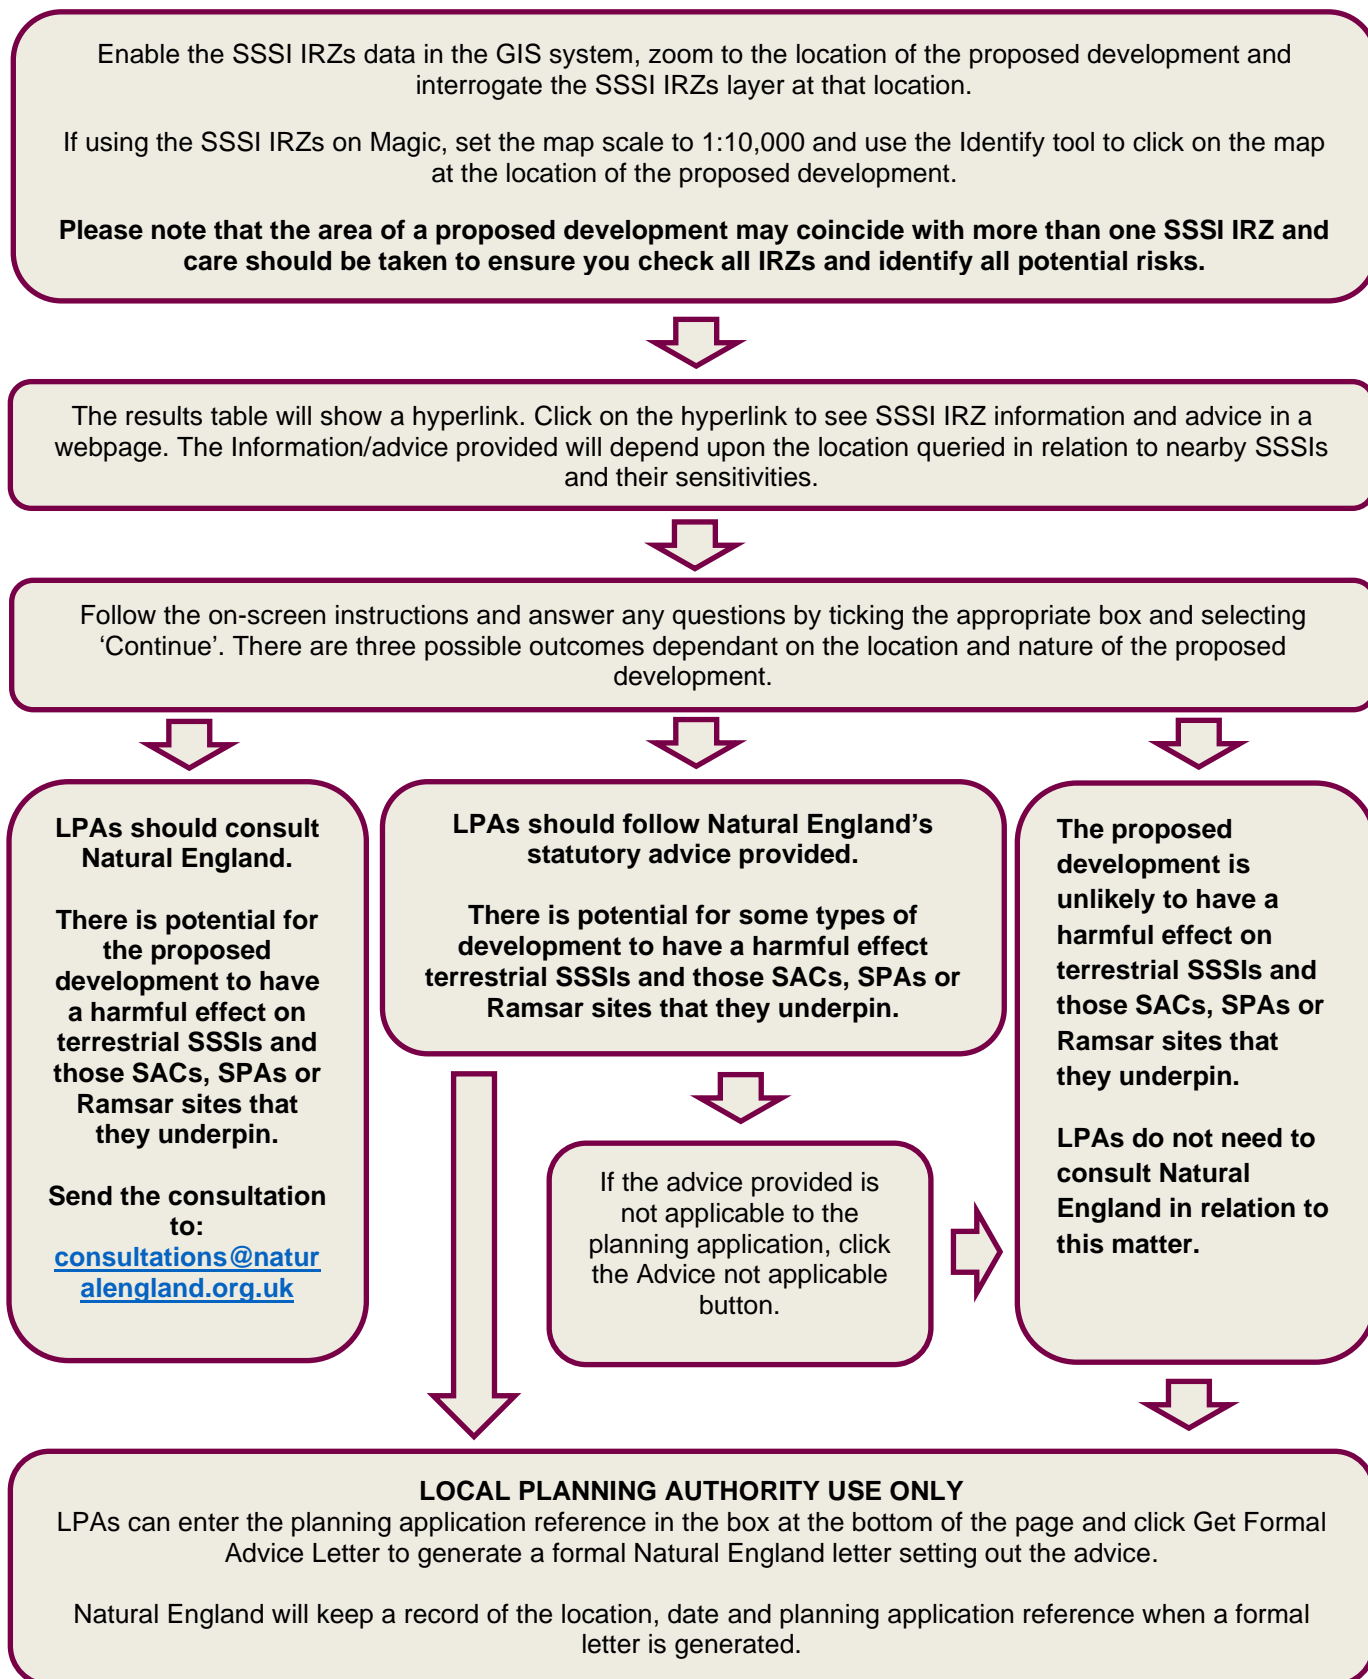 Enable the SSSI IRZs data in the GIS system, zoom to the location of the proposed development and
interrogate the SSSI IRZs layer at that location.
If using the SSSI IRZs on Magic, set the map scale to 1:10,000 and use the Identify tool to click on the map
at the location of the proposed development.
Please note that the area of a proposed development may coincide with more than one SSSI IRZ and
care should be taken to ensure you check all IRZs and identify all potential risks.
The results table will show a hyperlink. Click on the hyperlink to see SSSI IRZ information and advice in a
webpage. The Information/advice provided will depend upon the location queried in relation to nearby SSSIs
and their sensitivities.
Follow the on-screen instructions and answer any questions by ticking the appropriate box and selecting
‘Continue’. There are three possible outcomes dependant on the location and nature of the proposed
development.
LPAs should consult
Natural England.
There is potential for
the proposed
development to have
a harmful effect on
terrestrial SSSIs and
those SACs, SPAs or
Ramsar sites that
they underpin.
Send the consultation
to:
consultations@natur
alengland.org.uk
LPAs should follow Natural England’s
statutory advice provided.
There is potential for some types of
development to have a harmful effect
terrestrial SSSIs and those SACs, SPAs or
Ramsar sites that they underpin.
If the advice provided is
not applicable to the
planning application, click
the Advice not applicable
button.
The proposed
development is
unlikely to have a
harmful effect on
terrestrial SSSIs and
those SACs, SPAs or
Ramsar sites that
they underpin.
LPAs do not need to
consult Natural
England in relation to
this matter.
LOCAL PLANNING AUTHORITY USE ONLY
LPAs can enter the planning application reference in the box at the bottom of the page and click Get Formal
Advice Letter to generate a formal Natural England letter setting out the advice.
Natural England will keep a record of the location, date and planning application reference when a formal
letter is generated.